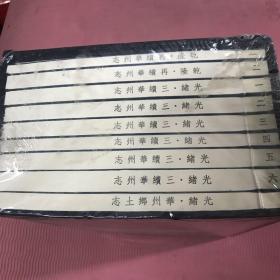 志州華續舊・隆乾
志州華續再・隆乾 二
志州華續三・緒光 一
志州華續三・緒光 二
志州華續三・緒光 三
志州華續三・緒光 四
志州華續三・緒光 五
志州華續三・緒光 六
志土鄉州華・緒光